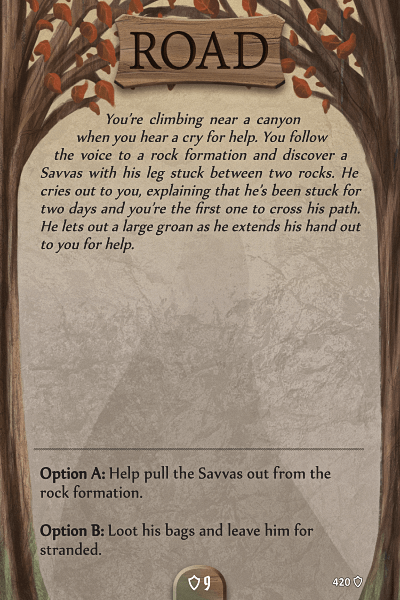 ROAD
You're climbing near a canyon
when you hear a cry for help. You follow
the voice to a rock formation and discover a
Savvas with his leg stuck between two rocks. He
cries out to you, explaining that he's been stuck for
two days and you're the first one to cross his path.
He lets out a large groan as he extends his hand out
to you for help.
Option A: Help pull the Savvas out from the
rock formation.
Option B: Loot his bags and leave him for
stranded.
9
420